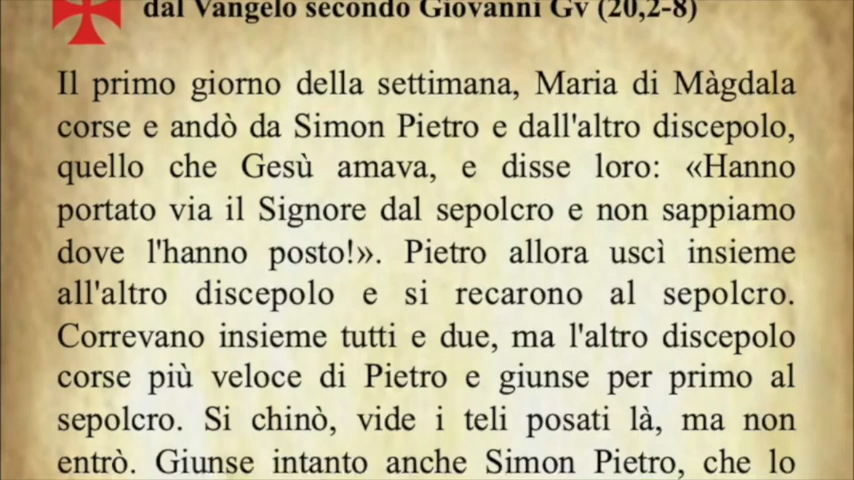 dal Vangelo secondo Giovanni Gv (20,2-8)
Il primo giorno della settimana, Maria di Màgdala
corse e andò da Simon Pietro e dall'altro discepolo,
quello che Gesù amava, e disse loro: «Hanno
portato via il Signore dal sepolcro e non sappiamo
dove l'hanno posto!». Pietro allora uscì insieme
all'altro discepolo e si recarono al sepolcro.
Correvano insieme tutti e due, ma l'altro discepolo
corse più veloce di Pietro e giunse per primo al
sepolcro. Si chinò, vide i teli posati là, ma non
entrò. Giunse intanto anche Simon Pietro, che lo